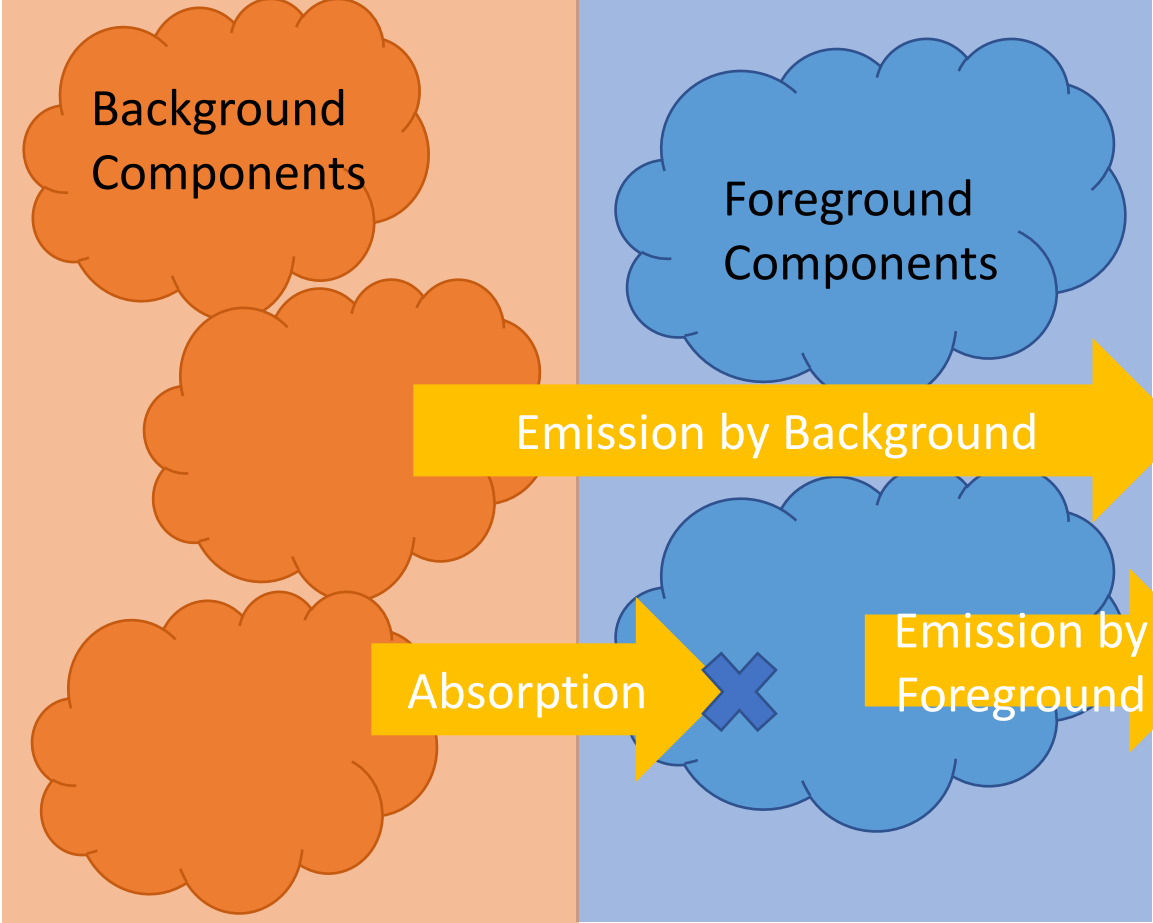 Background
Components
Foreground
Components
Emission by Background
Absorption
Emission by
Foreground